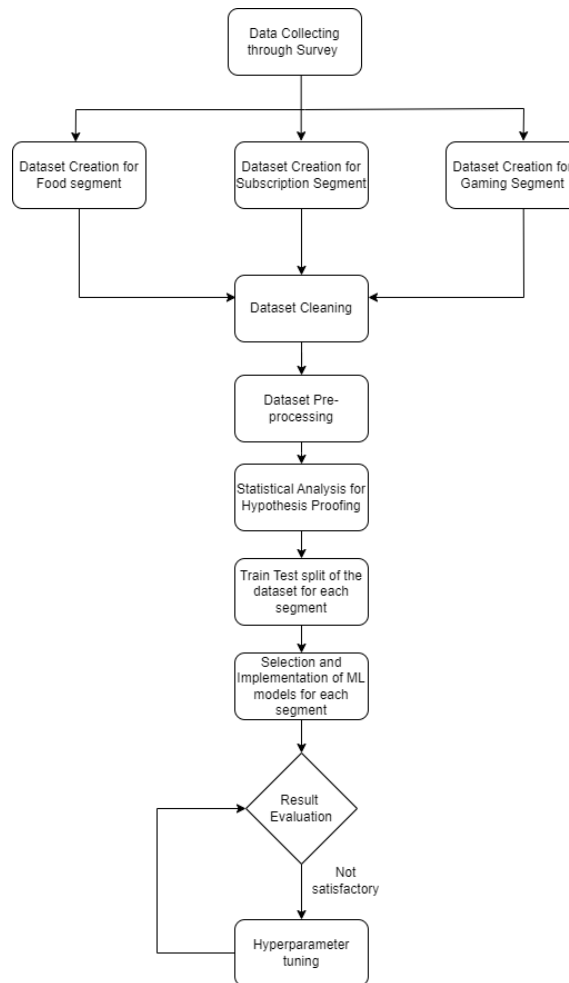 Data Collecting
through Survey
Dataset Creation for
Food segment
Dataset Creation for
Subscription Segment
Dataset Creation for
Gaming Segment
Dataset Cleaning
Dataset Pre-
processing
Statistical Analysis for
Hypothesis Proofing
Train Test split of the
dataset for each
segment
Selection and
Implementation of ML
models for each
segment
Result
Evaluation
Not
satisfactory
Hyperparameter
tuning